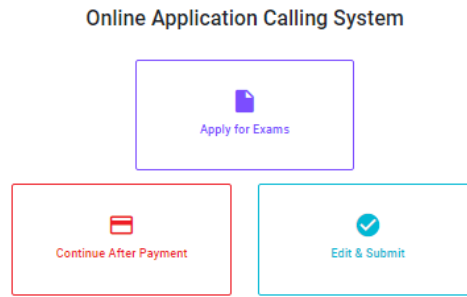 Online Application Calling System
Apply for Exams
Continue After Payment
Edit & Submit